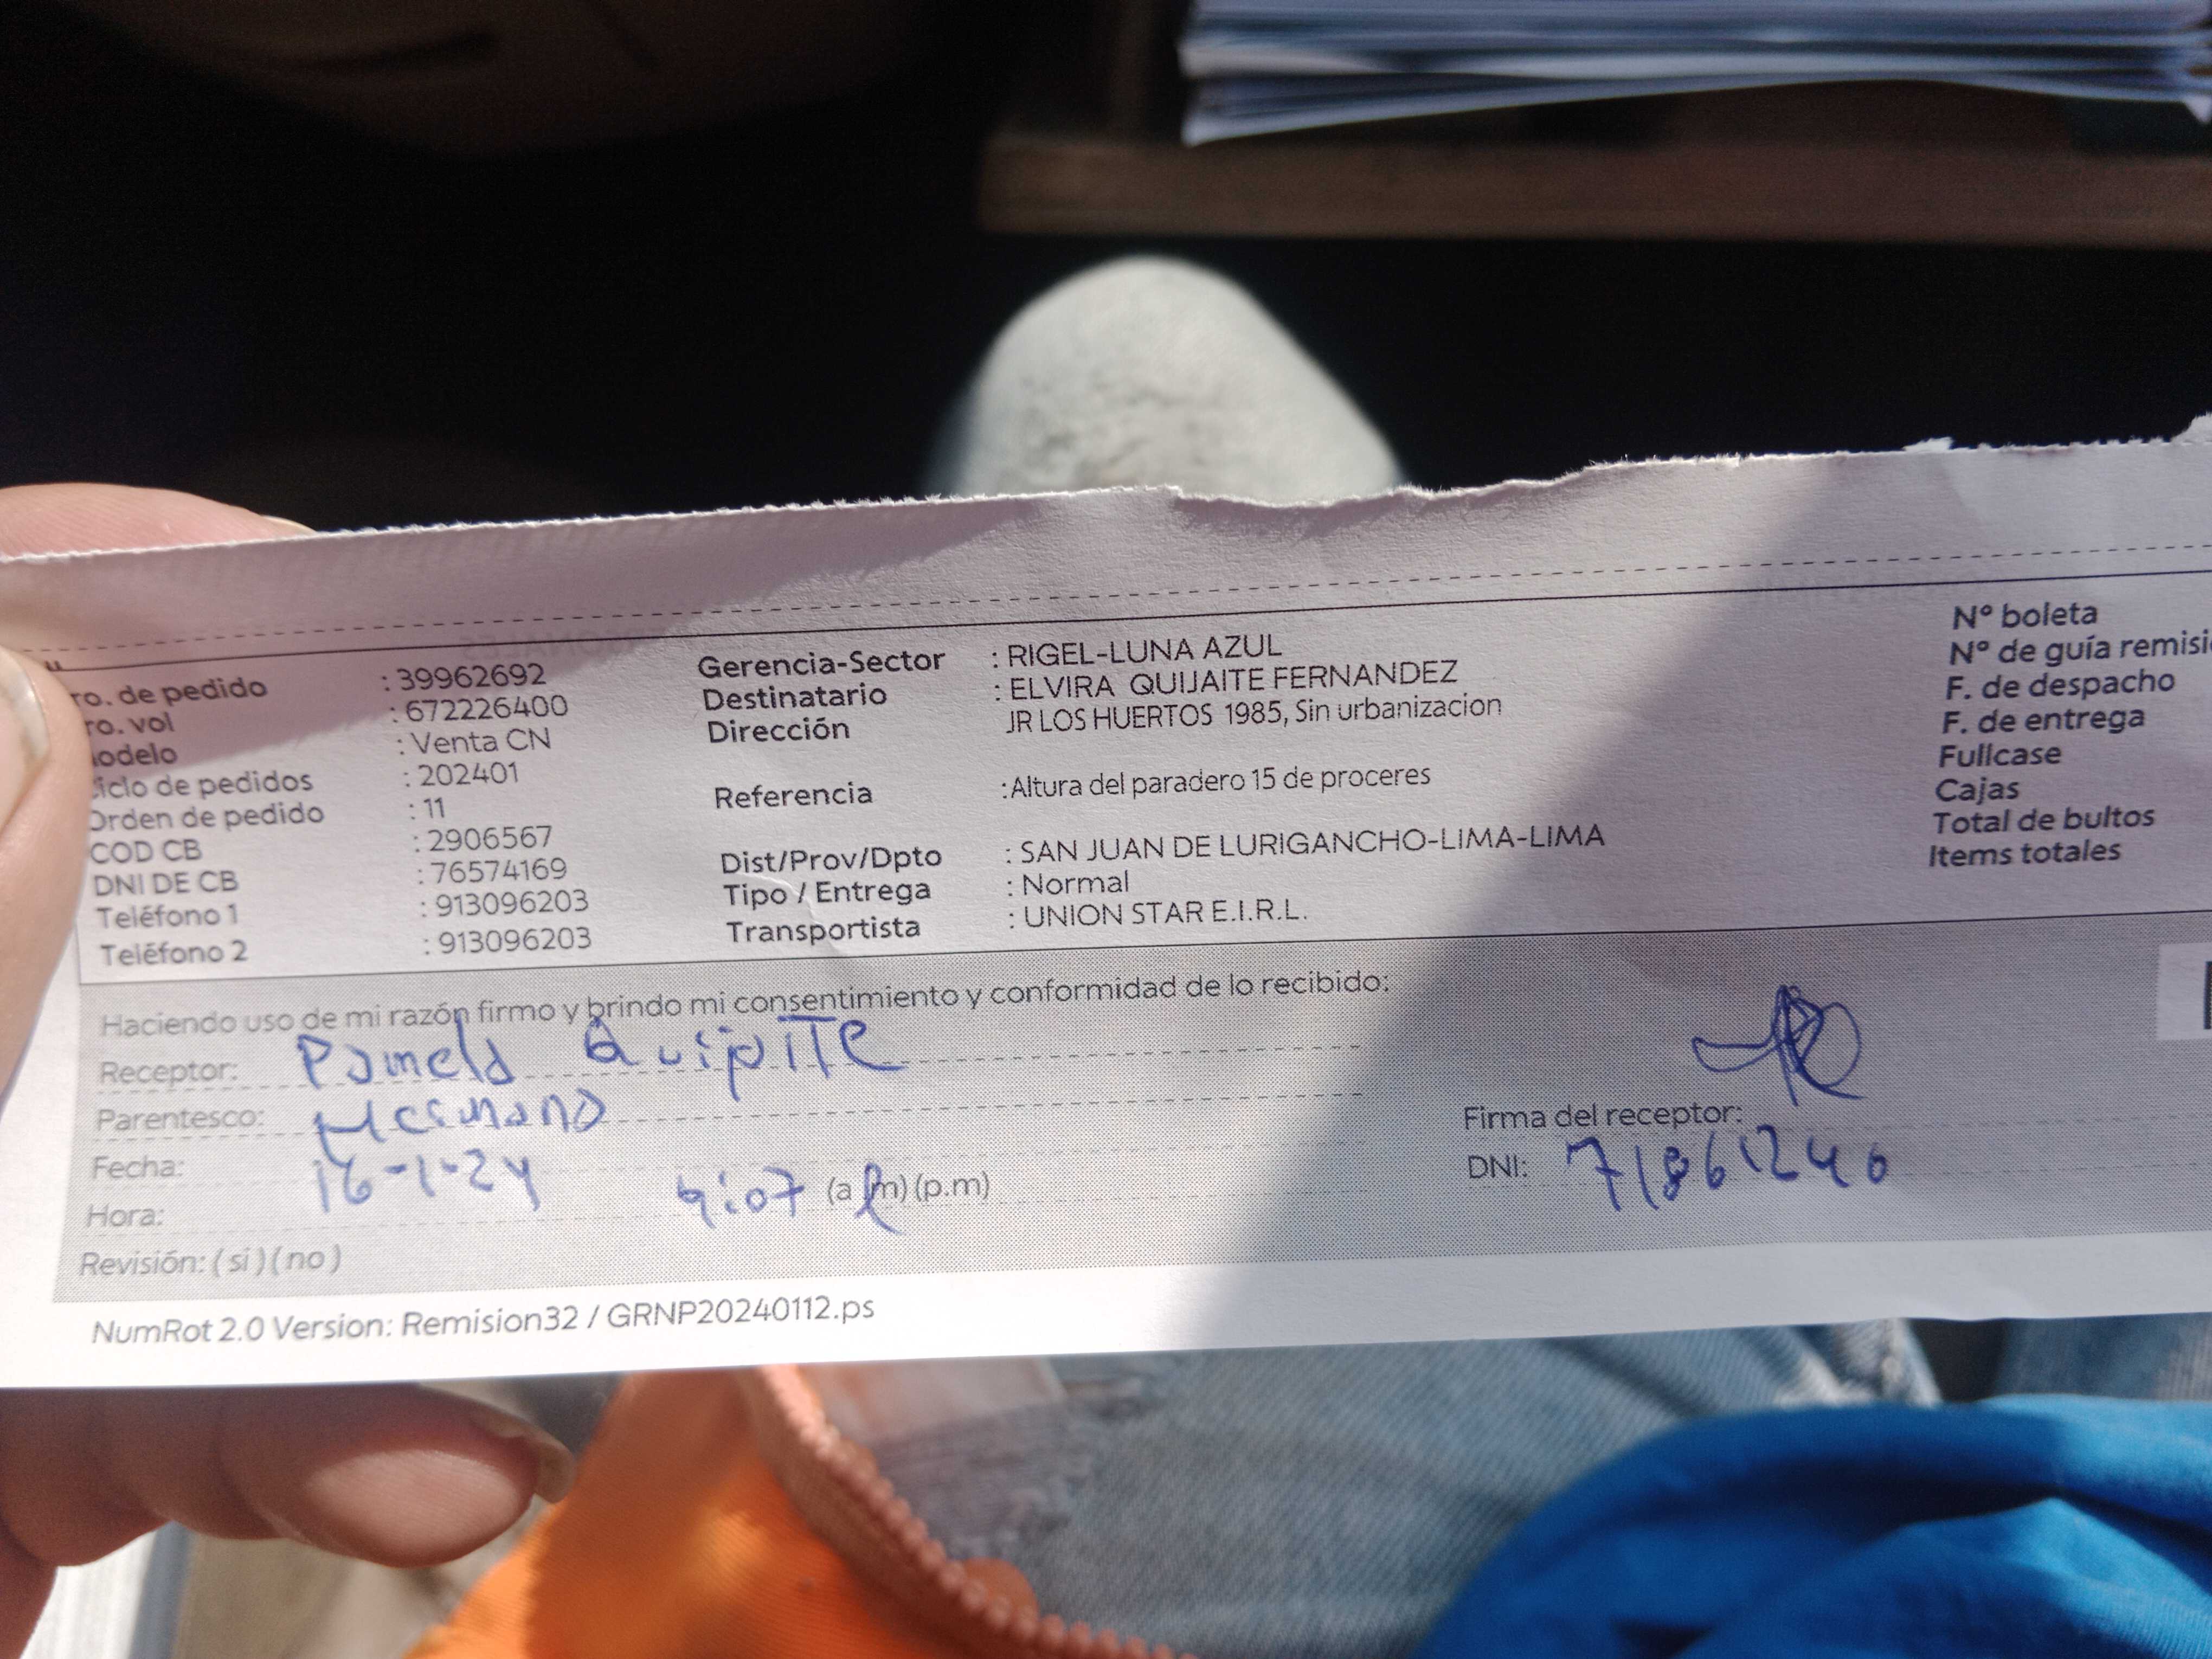 ro. de pedido : 39962692
ro. vol : 672226400
odelo : Venta CN
iclo de pedidos : 202401
Orden de pedido : 11
COD CB : 2906567
DNI DE CB : 76574169
Teléfono 1 : 913096203
Teléfono 2 : 913096203
Gerencia-Sector : RIGEL-LUNA AZUL
Destinatario : ELVIRA QUIJAITE FERNANDEZ
Dirección JR LOS HUERTOS 1985, Sin urbanizacion
Referencia :Altura del paradero 15 de proceres
Dist/Prov/Dpto : SAN JUAN DE LURIGANCHO-LIMA-LIMA
Tipo / Entrega : Normal
Transportista : UNION STAR E.I.R.L.
Nº boleta
Nº de guía remisi
F. de despacho
F. de entrega
Fullcase
Cajas
Total de bultos
Items totales
Haciendo uso de mi razón firmo y brindo mi consentimiento y conformidad de lo recibido:
Receptor: Pamela
Parentesco: Hermana
Fecha: 16-1-24
Hora: 9:07 (a.m) (p.m)
Revisión: ( si ) ( no )
Firma del receptor:
DNI: 71861240
NumRot 2.0 Version: Remision32 / GRNP20240112.ps